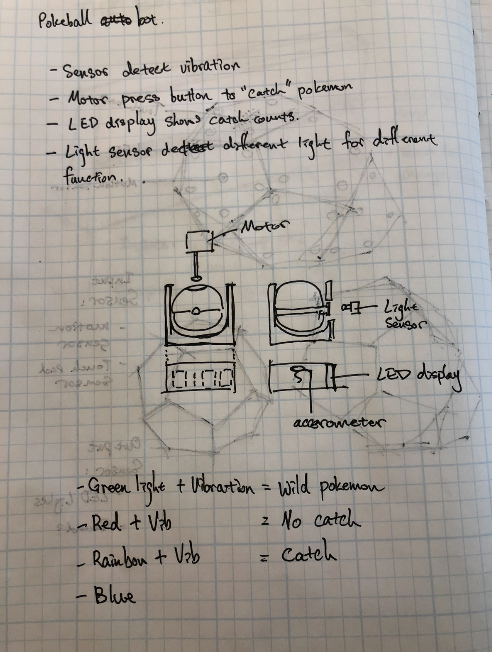 Pokeball bot.
- Sensor detect vibration
- Motor press button to "catch" pokemon
- LED display shows catch counts.
- Light sensor detect different light for different
function.
Motor
Light
Sensor
LED display
accerometer
- Green light + Vibration = Wild pokemon
- Red + Vib = No catch
- Rainbow + Vib = Catch
- Blue